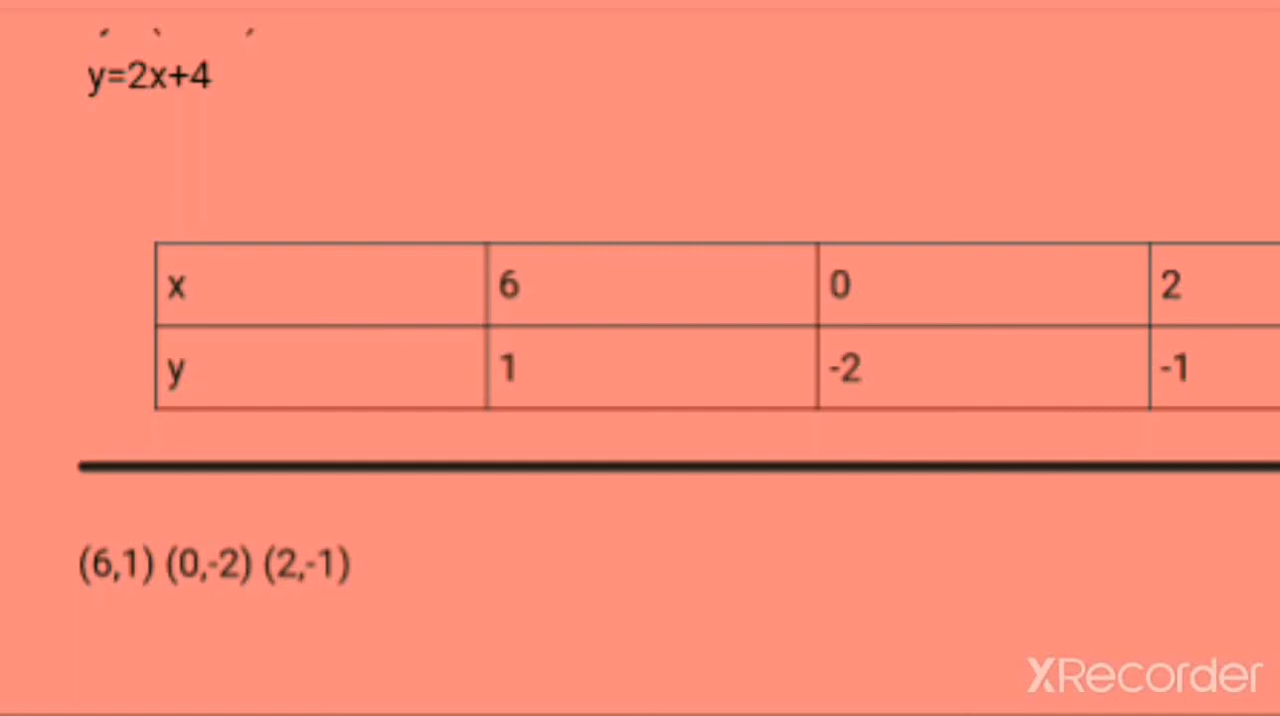 y=2x+4
x 6 0 2
y 1 -2 -1
(6,1) (0,-2) (2,-1)
XRecorder